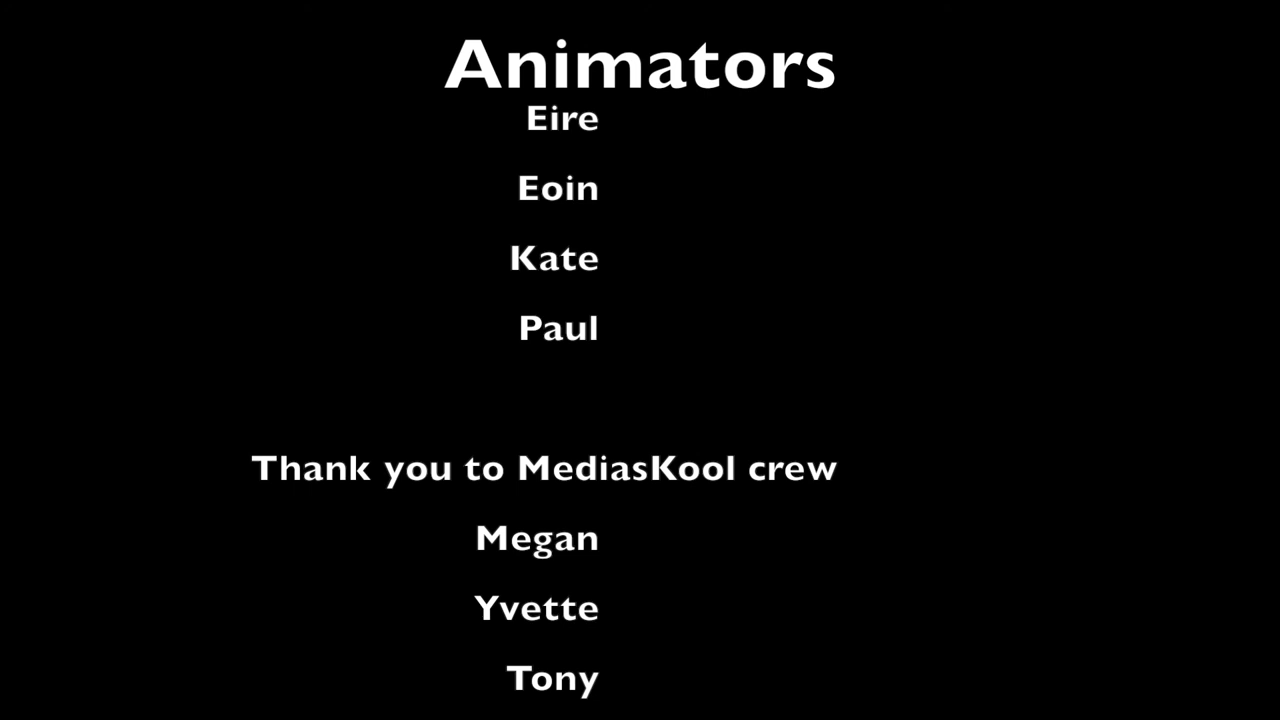 Animators
Eire
Eoin
Kate
Paul
Thank you to MediasKool crew
Megan
Yvette
Tony